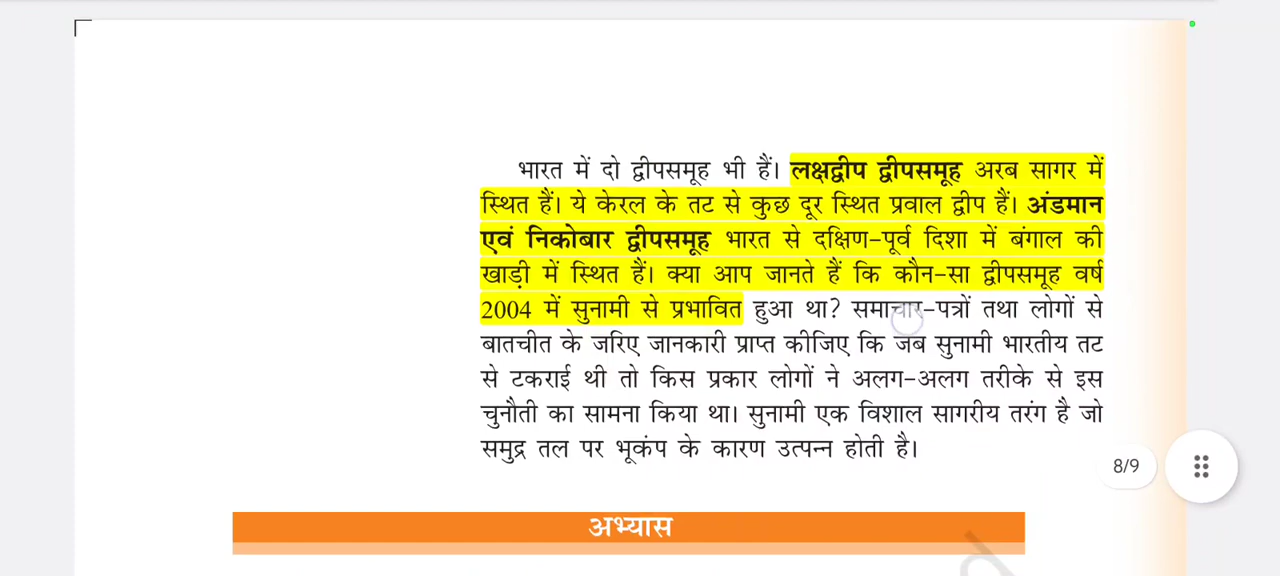 भारत में दो द्वीपसमूह भी हैं। लक्षद्वीप द्वीपसमूह अरब सागर में
स्थित हैं। ये केरल के तट से कुछ दूर स्थित प्रवाल द्वीप हैं। अंडमान
एवं निकोबार द्वीपसमूह भारत से दक्षिण-पूर्व दिशा में बंगाल की
खाड़ी में स्थित हैं। क्या आप जानते हैं कि कौन-सा द्वीपसमूह वर्ष
2004 में सुनामी से प्रभावित हुआ था? समाचार-पत्रों तथा लोगों से
बातचीत के जरिए जानकारी प्राप्त कीजिए कि जब सुनामी भारतीय तट
से टकराई थी तो किस प्रकार लोगों ने अलग-अलग तरीके से इस
चुनौती का सामना किया था। सुनामी एक विशाल सागरीय तरंग है जो
समुद्र तल पर भूकंप के कारण उत्पन्न होती है।
8/9
अभ्यास